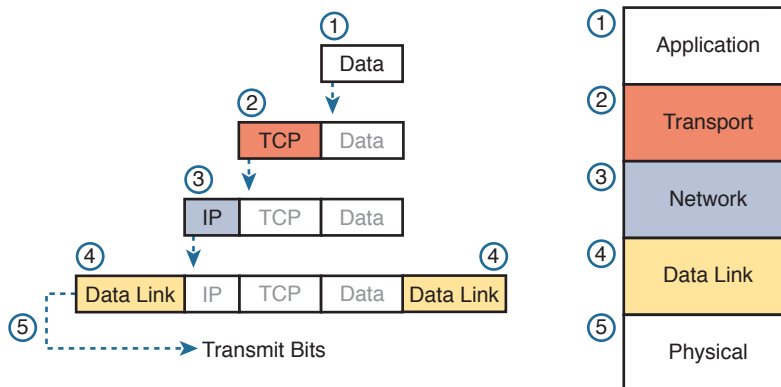 1
Data
2
TCP Data
3
IP TCP Data
4 4
Data Link IP TCP Data Data Link
5
Transmit Bits
1
Application
2
Transport
3
Network
4
Data Link
5
Physical